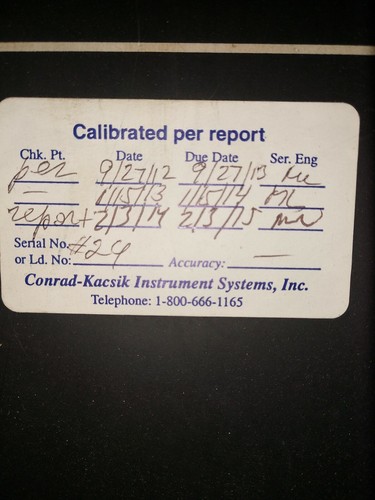 Calibrated per report
Chk. Pt. Date Due Date Ser. Eng
per 9/27/12 9/27/13
— 1/15/13 1/15/14
report 2/3/14 2/3/15
Serial No. #24
or Ld. No: Accuracy: —
Conrad-Kacsik Instrument Systems, Inc.
Telephone: 1-800-666-1165